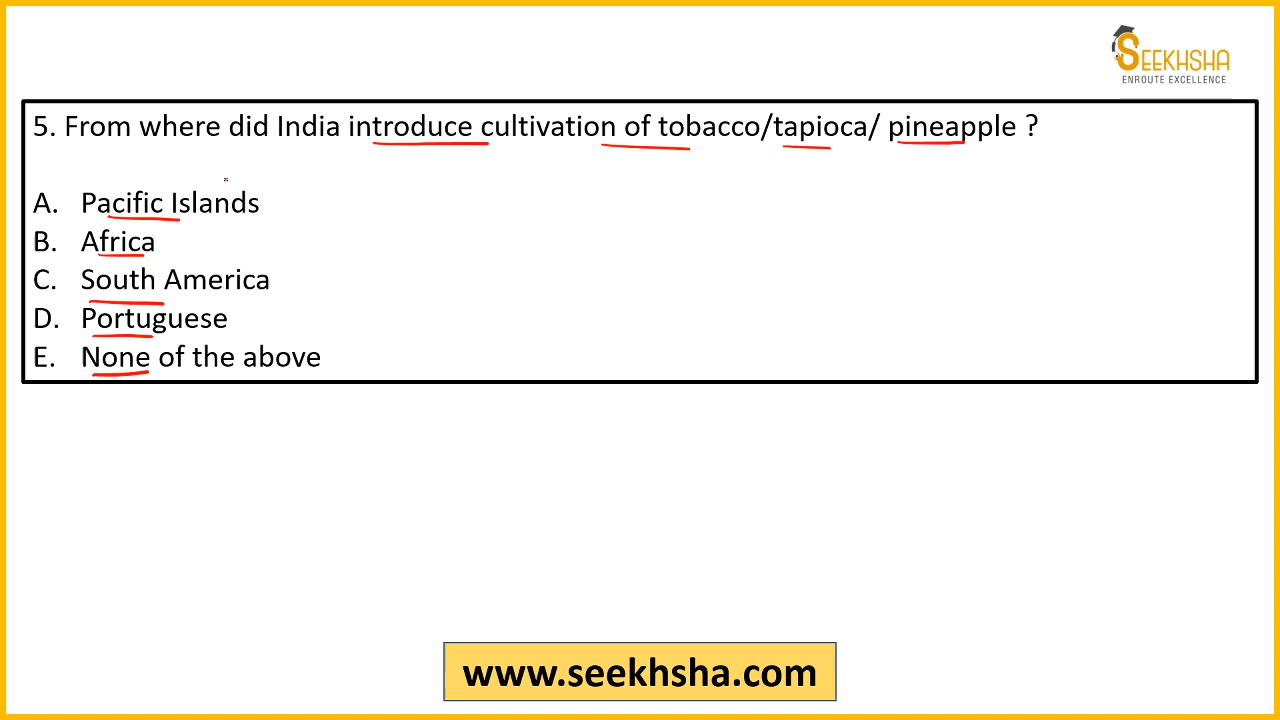 SEEKHSHA
ENROUTE EXCELLENCE
5. From where did India introduce cultivation of tobacco/tapioca/ pineapple ?
A. Pacific Islands
B. Africa
C. South America
D. Portuguese
E. None of the above
www.seekhsha.com